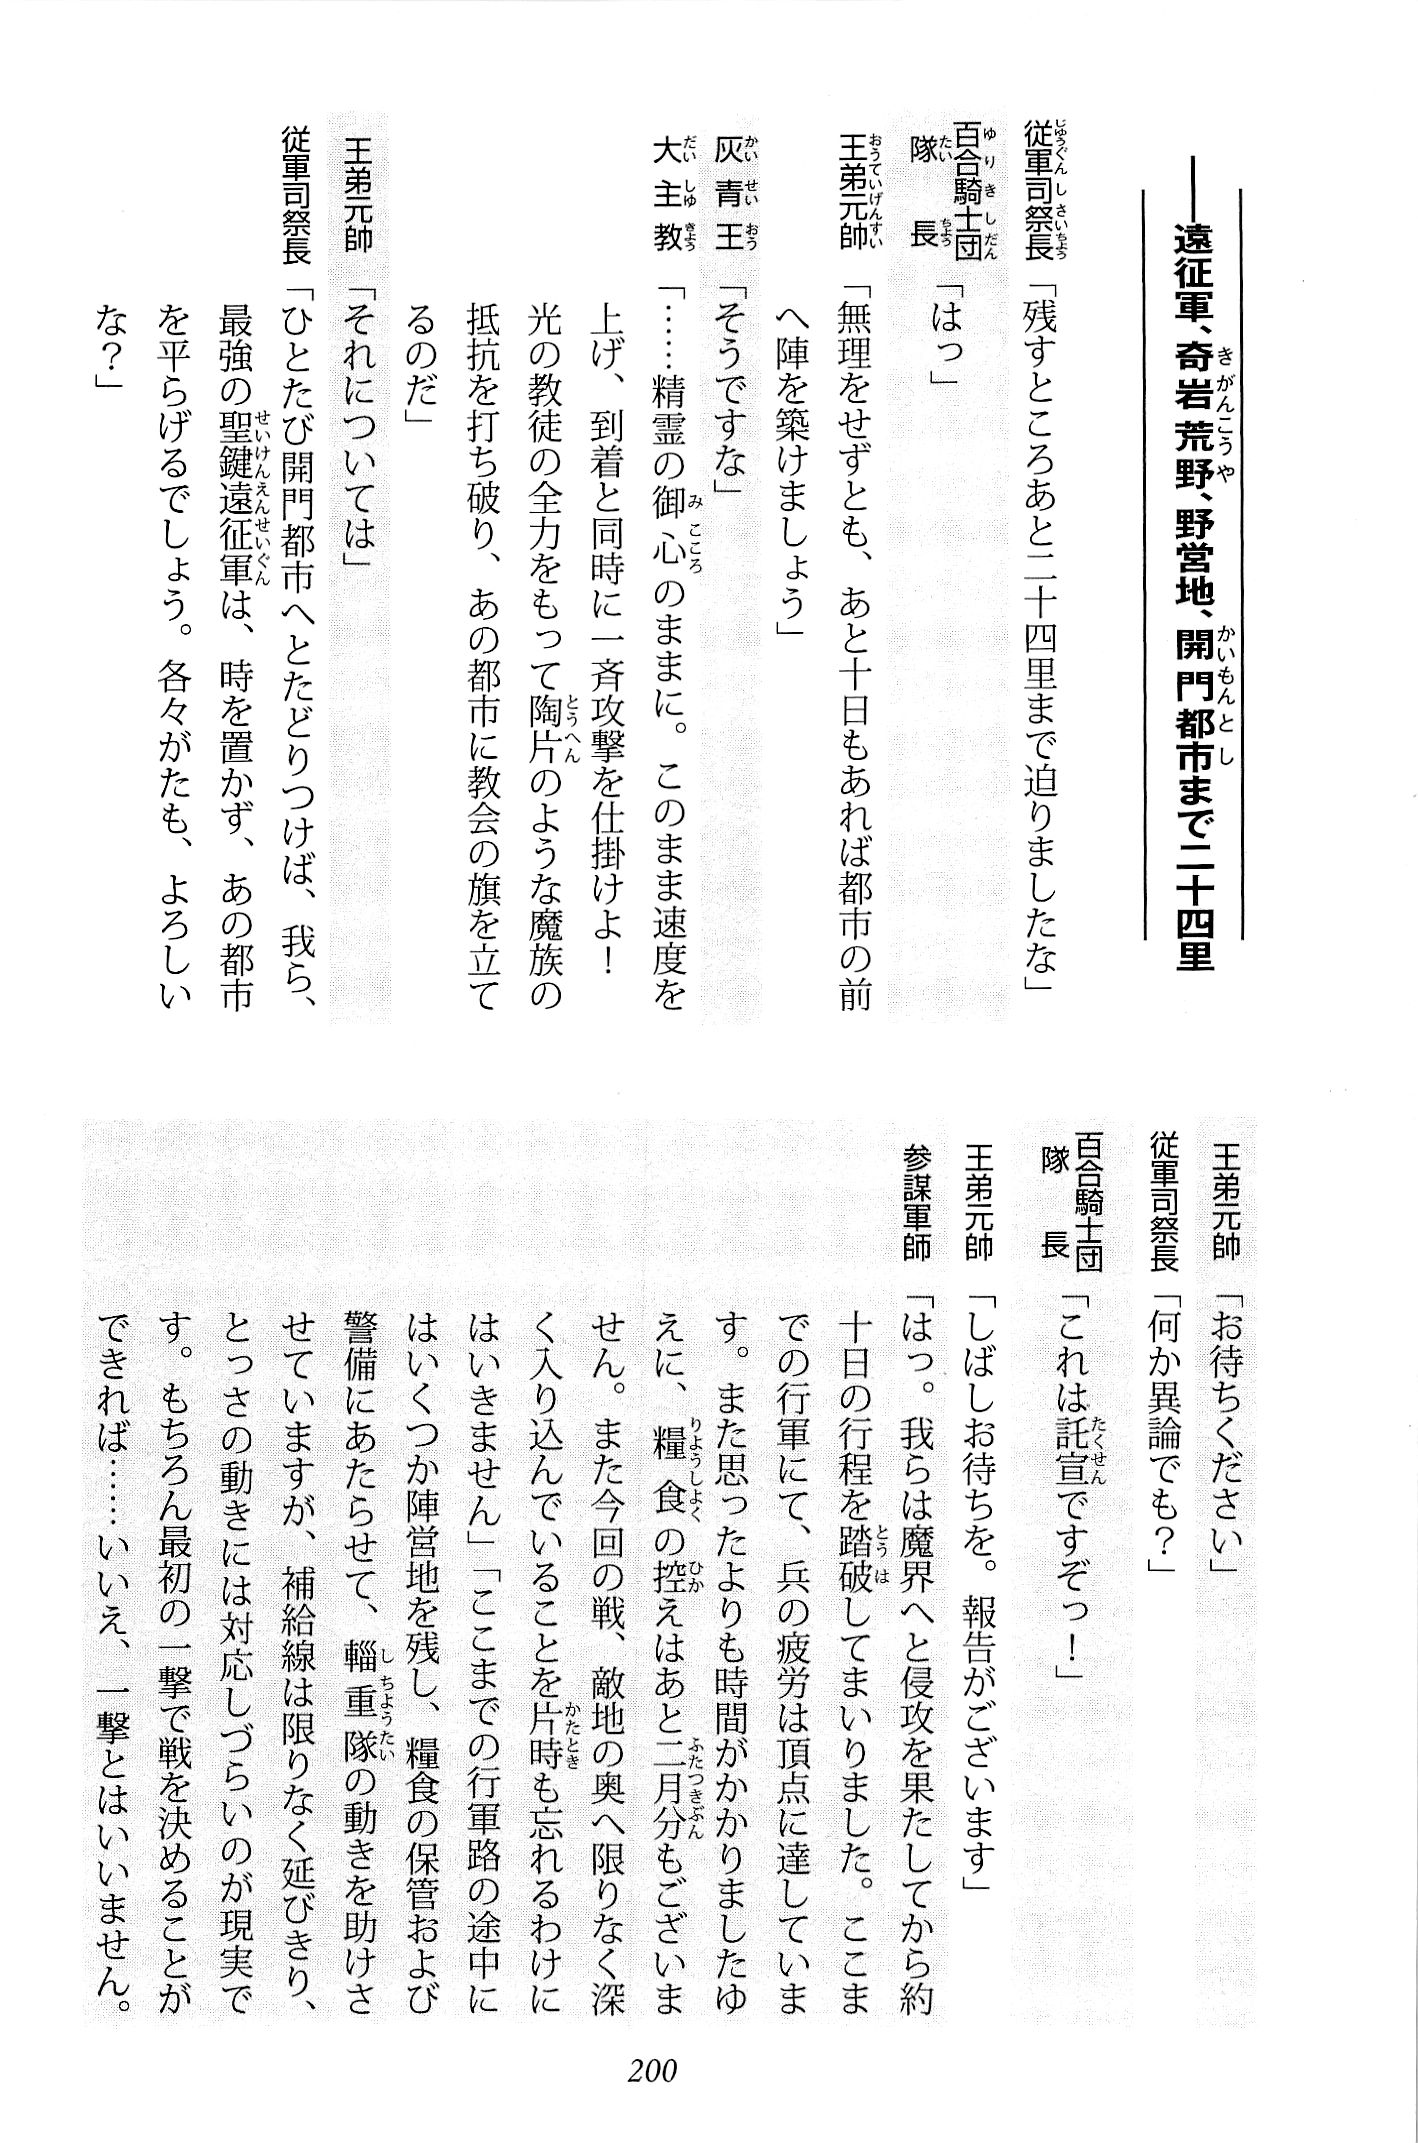 ――遠征軍、奇岩荒野、野営地、開門都市まで二十四里
従軍司祭長「残すところあと二十四里まで迫りましたな」
百合騎士団隊長「はっ」
王弟元帥「無理をせずとも、あと十日もあれば都市の前
へ陣を築けましょう」
灰青王「そうですな」
大主教「……精霊の御心のままに。このまま速度を
上げ、到着と同時に一斉攻撃を仕掛けよ！
光の教徒の全力をもって陶片のような魔族の
抵抗を打ち破り、あの都市に教会の旗を立て
るのだ」
王弟元帥「それについては」
従軍司祭長「ひとたび開門都市へとたどりつけば、我ら、
最強の聖鍵遠征軍は、時を置かず、あの都市
を平らげるでしょう。各々がたも、よろしい
な？」
王弟元帥「お待ちください」
従軍司祭長「何か異論でも？」
百合騎士団隊長「これは託宣ですぞっ！」
王弟元帥「しばしお待ちを。報告がございます」
参謀軍師「はっ。我らは魔界へと侵攻を果たしてから約
十日の行程を踏破してまいりました。ここま
での行軍にて、兵の疲労は頂点に達していま
す。また思ったよりも時間がかかりましたゆ
えに、糧食の控えはあと二月分もございま
せん。また今回の戦、敵地の奥へ限りなく深
く入り込んでいることを片時も忘れるわけに
はいきません」「ここまでの行軍路の途中に
はいくつか陣営地を残し、糧食の保管および
警備にあたらせて、輜重隊の動きを助けさ
せていますが、補給線は限りなく延びきり、
とっさの動きには対応しづらいのが現実で
す。もちろん最初の一撃で戦を決めることが
できれば……いいえ、一撃とはいいません。
200